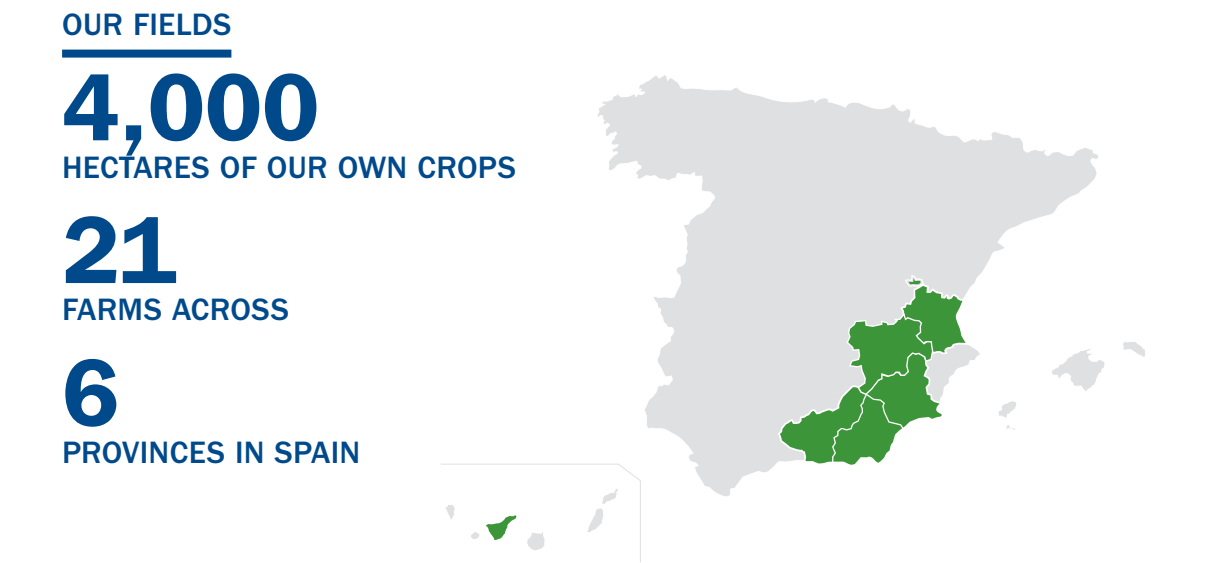 OUR FIELDS
4,000
HECTARES OF OUR OWN CROPS
21
FARMS ACROSS
6
PROVINCES IN SPAIN